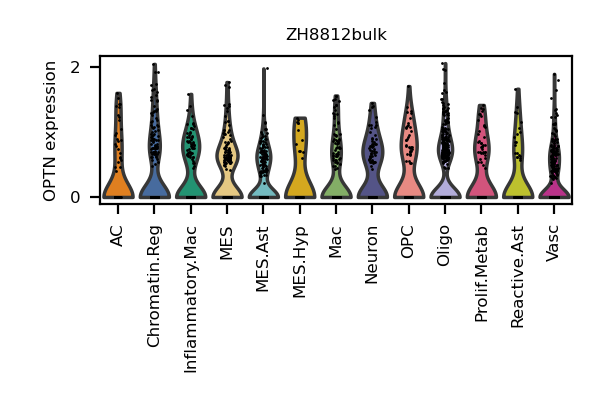 ZH8812bulk
OPTN expression
2
0
AC
Chromatin.Reg
Inflammatory.Mac
MES
MES.Ast
MES.Hyp
Mac
Neuron
OPC
Oligo
Prolif.Metab
Reactive.Ast
Vasc